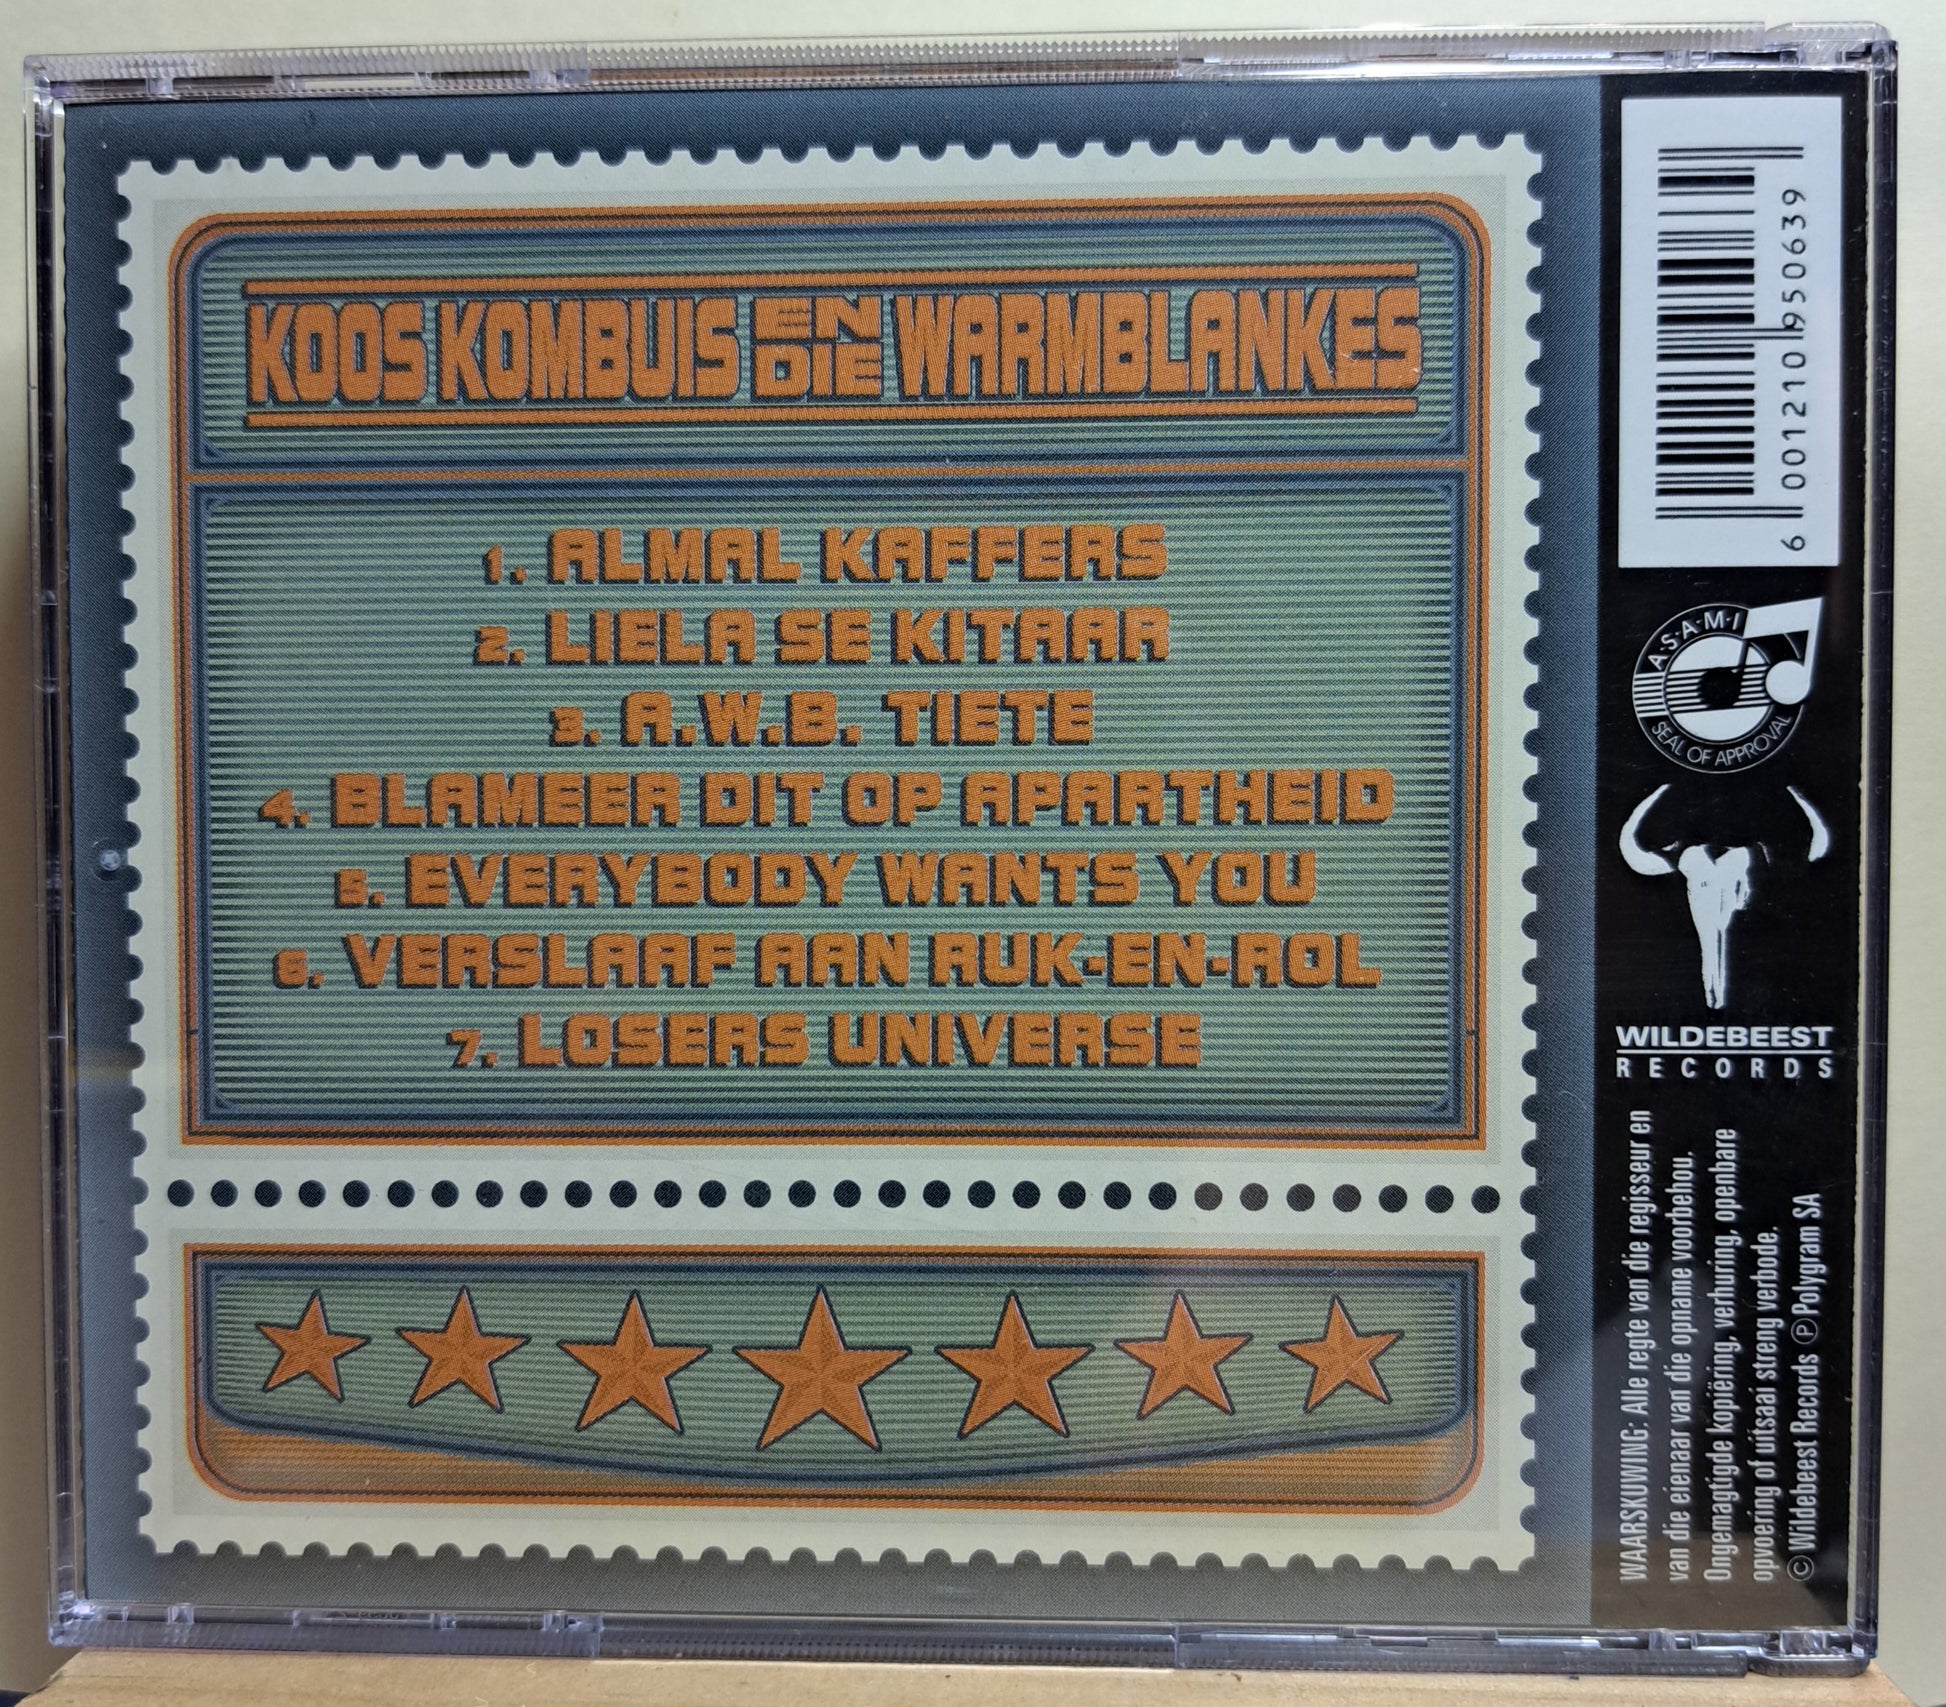 KOOS KOMBUIS EN DIE WARMBLANKES
1. ALMAL KAFFERS
2. LIELA SE KITAAR
3. A.W.B. TIETE
4. BLAMEER DIT OP APARTHEID
5. EVERYBODY WANTS YOU
6. VERSLAAF AAN RUK-EN-ROL
7. LOSERS UNIVERSE
6 001210 950639
A·S·A·M·I
SEAL OF APPROVAL
WILDEBEEST
RECORDS
WAARSKUWING: Alle regte van die regisseur en
van die eienaar van die opname voorbehou.
Ongemagtigde kopiëring, verhuring, openbare
opvoering of uitsaai streng verbode.
© Wildebeest Records ℗ Polygram SA